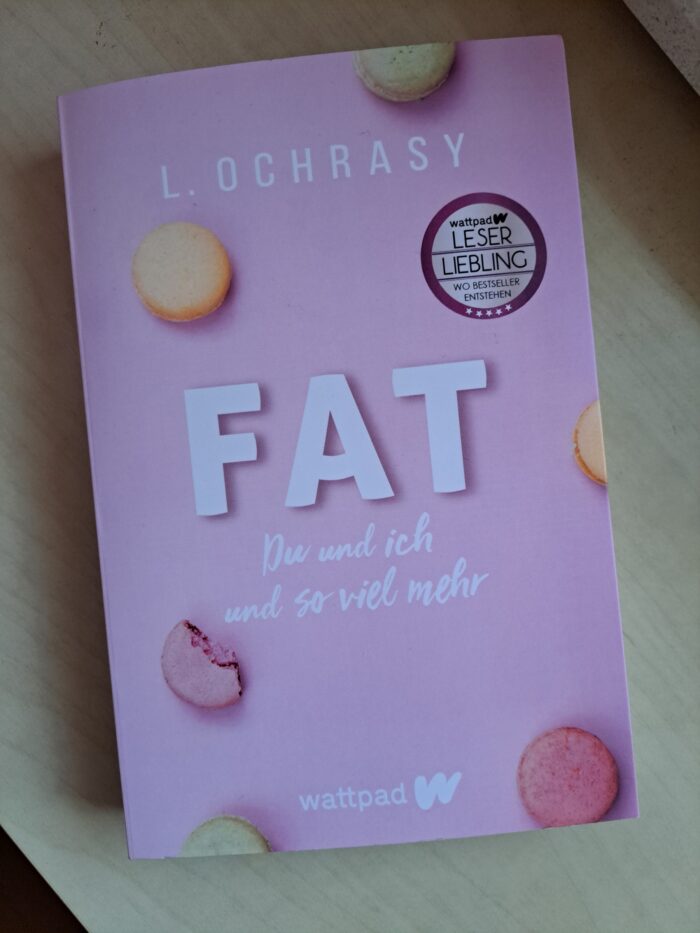 L. OCHRASY
wattpad W
LESER
LIEBLING
WO BESTSELLER
ENTSTEHEN
FAT
Du und ich
und so viel mehr
wattpad W